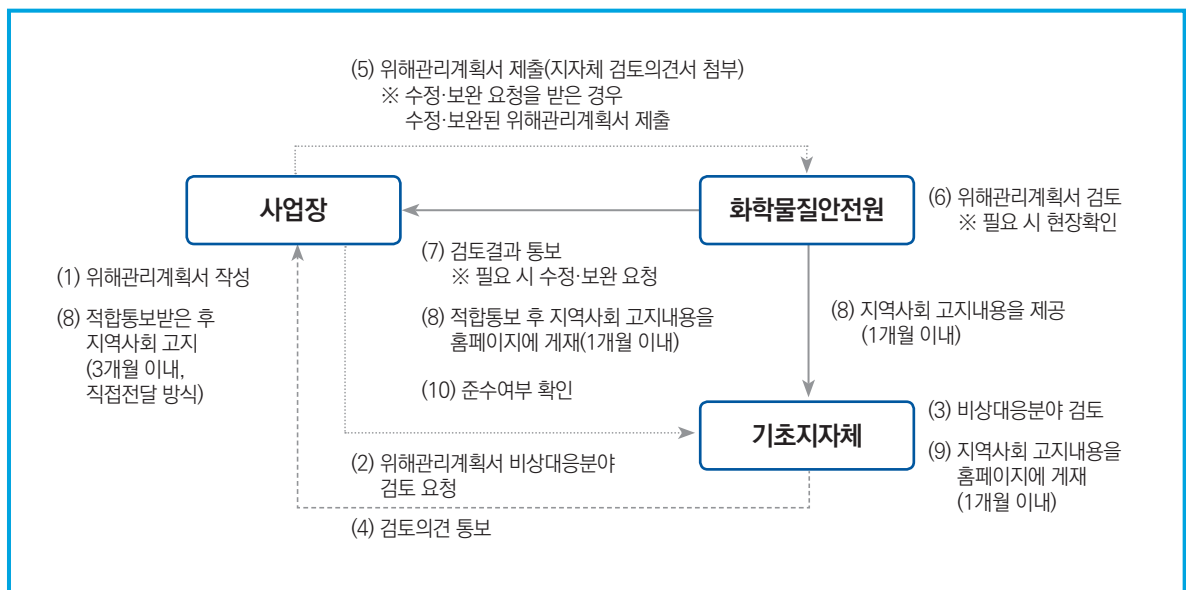 (5) 위해관리계획서 제출(지자체 검토의견서 첨부)
※ 수정·보완 요청을 받은 경우
수정·보완된 위해관리계획서 제출
사업장
화학물질안전원
(6) 위해관리계획서 검토
※ 필요 시 현장확인
(1) 위해관리계획서 작성
(8) 적합통보받은 후
지역사회 고지
(3개월 이내,
직접전달 방식)
(7) 검토결과 통보
※ 필요 시 수정·보완 요청
(8) 적합통보 후 지역사회 고지내용을
홈페이지에 게재(1개월 이내)
(10) 준수여부 확인
(8) 지역사회 고지내용을 제공
(1개월 이내)
기초지자체
(3) 비상대응분야 검토
(9) 지역사회 고지내용을
홈페이지에 게재
(1개월 이내)
(2) 위해관리계획서 비상대응분야
검토 요청
(4) 검토의견 통보